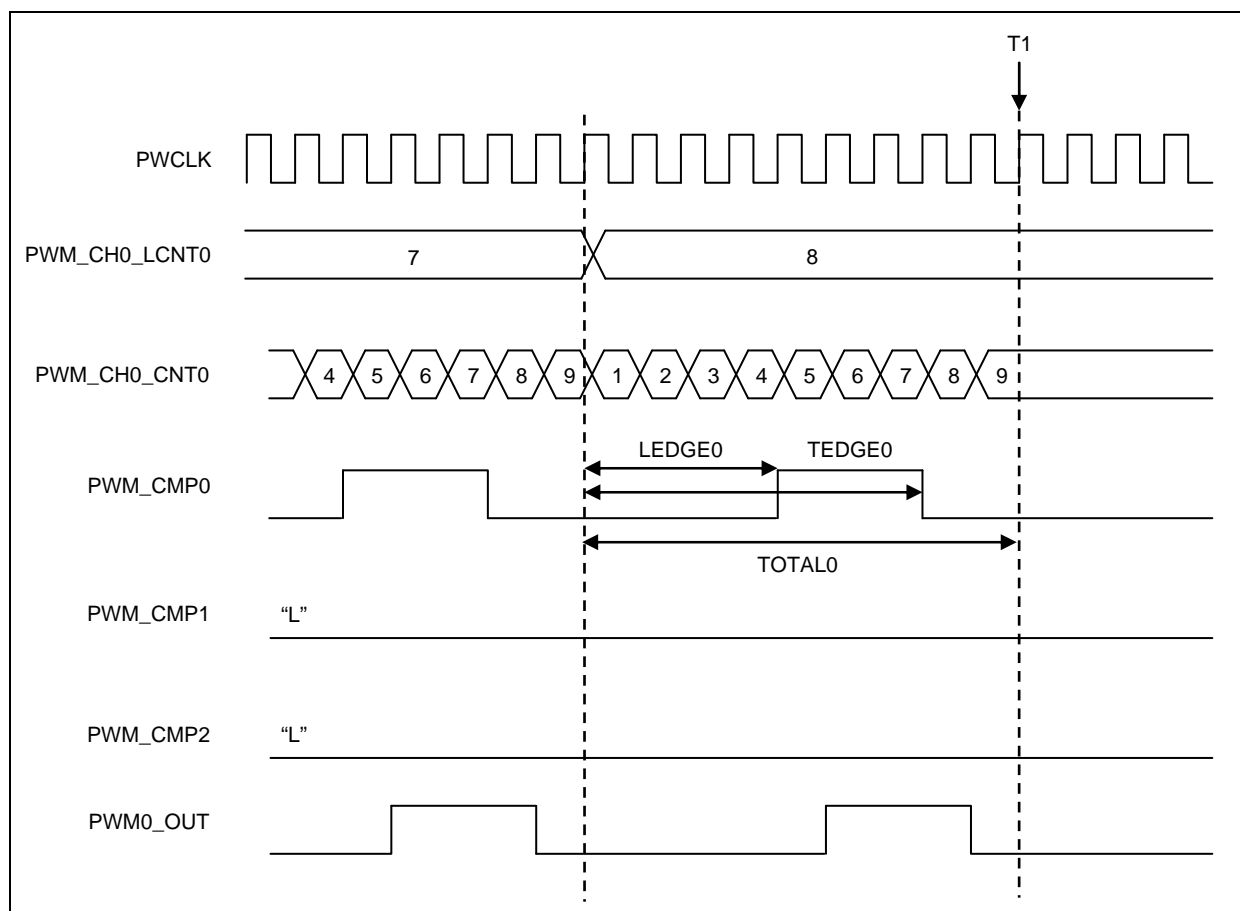 T1
PWCLK
PWM_CH0_LCNT0 7 8
PWM_CH0_CNT0 4 5 6 7 8 9 1 2 3 4 5 6 7 8 9
LEDGE0 TEDGE0
PWM_CMP0
TOTAL0
PWM_CMP1 “L”
PWM_CMP2 “L”
PWM0_OUT